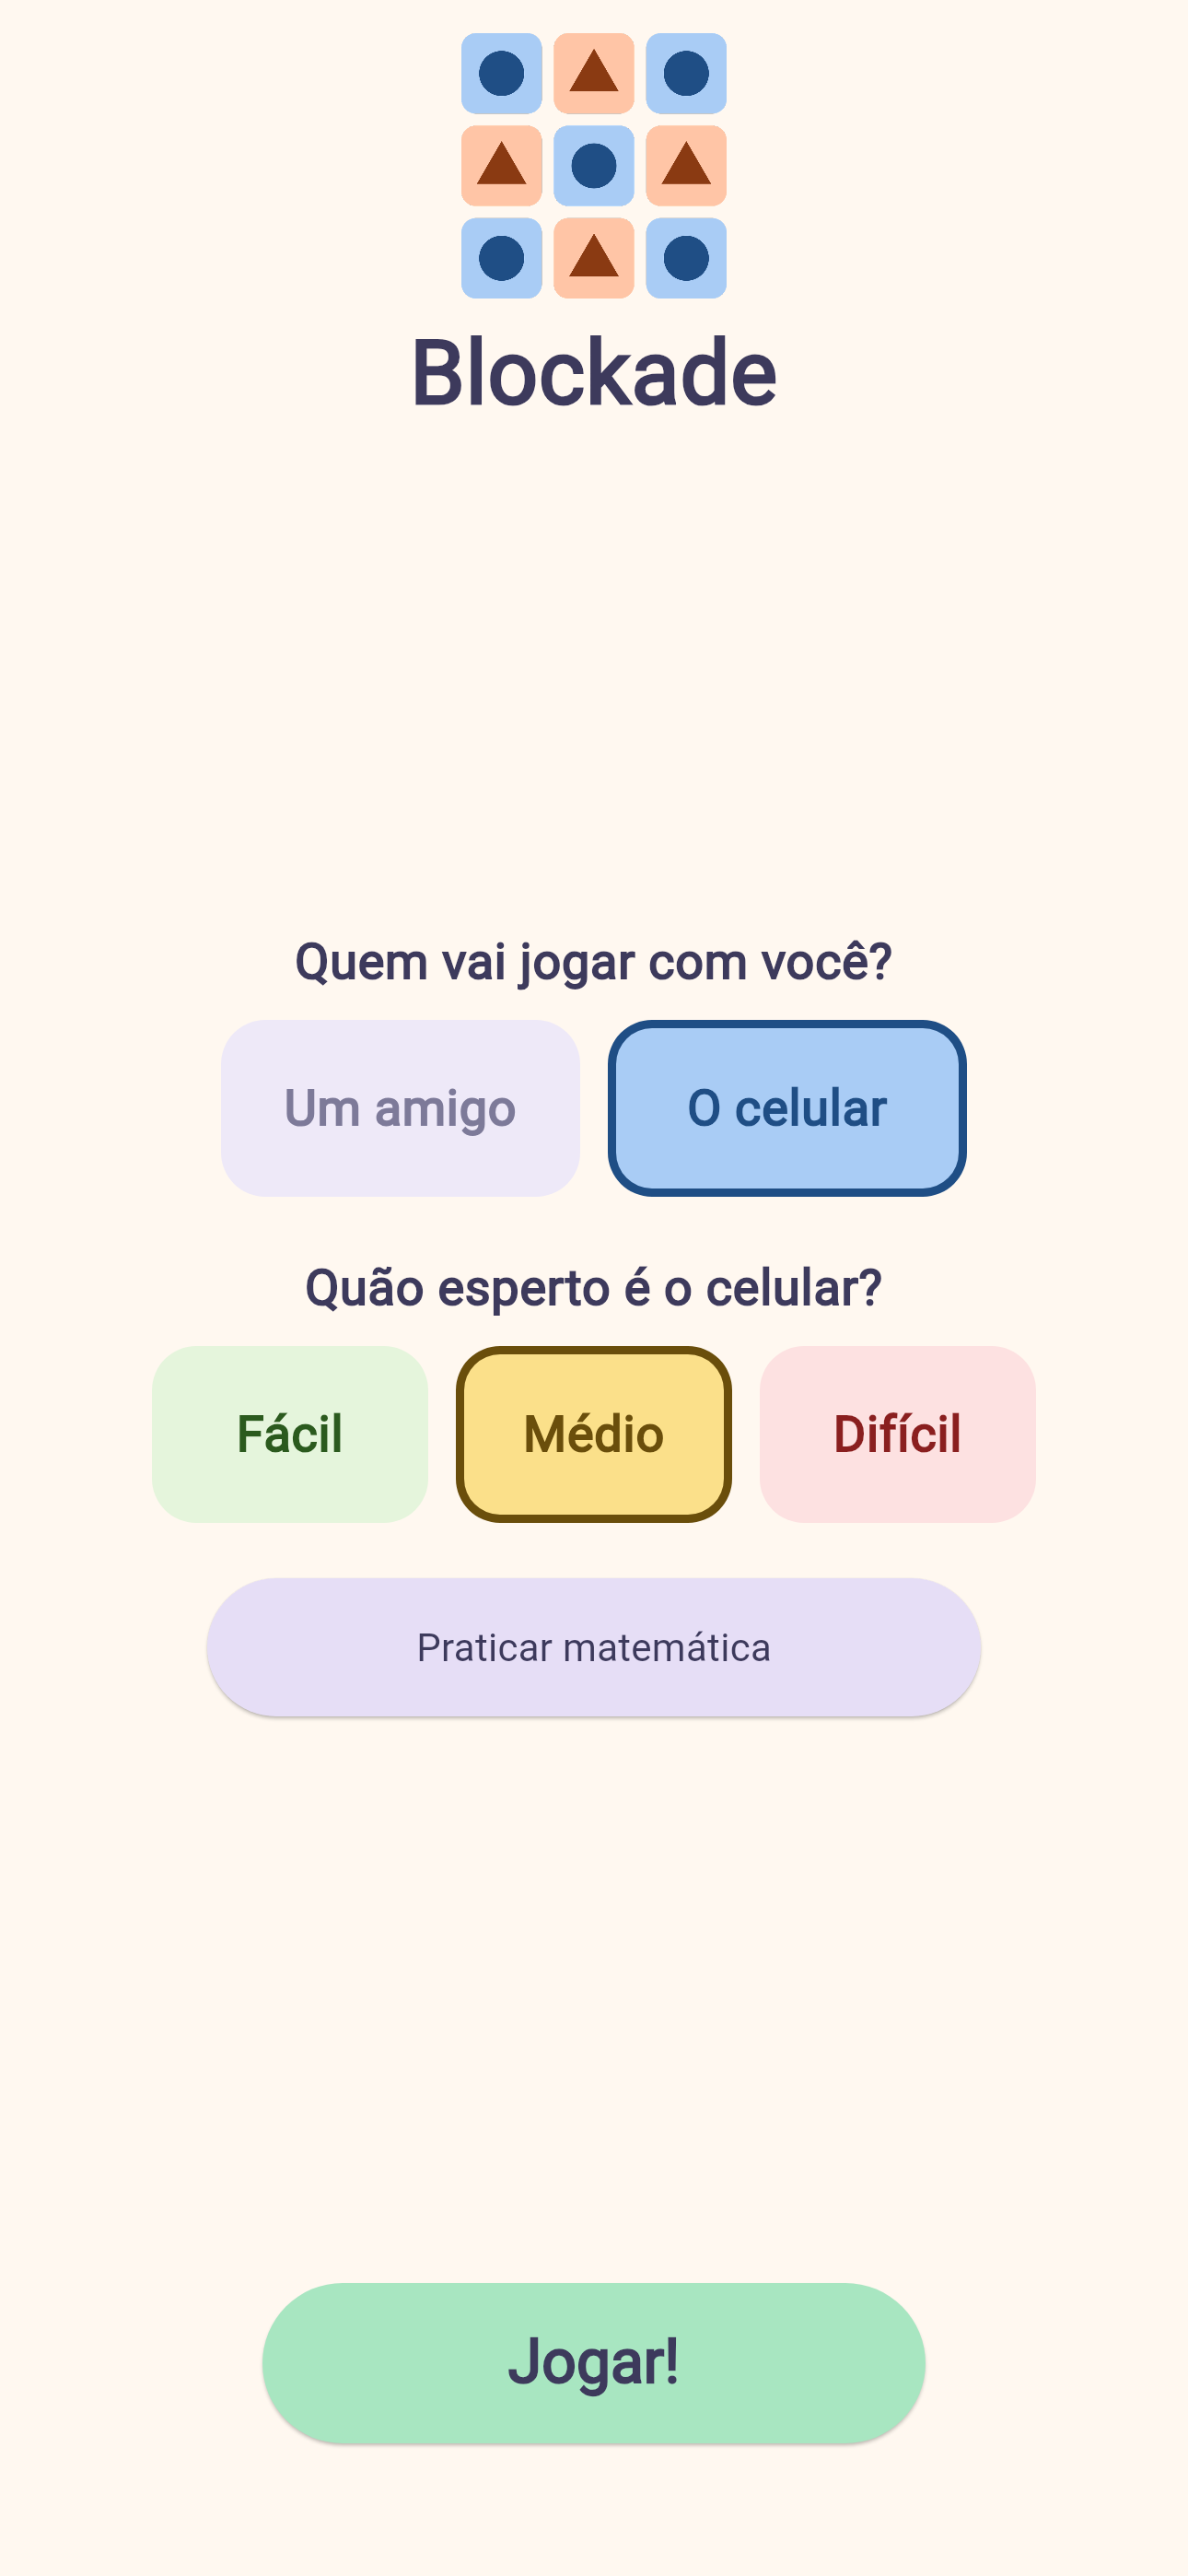 Blockade
Quem vai jogar com você?
Um amigo
O celular
Quão esperto é o celular?
Fácil
Médio
Difícil
Praticar matemática
Jogar!